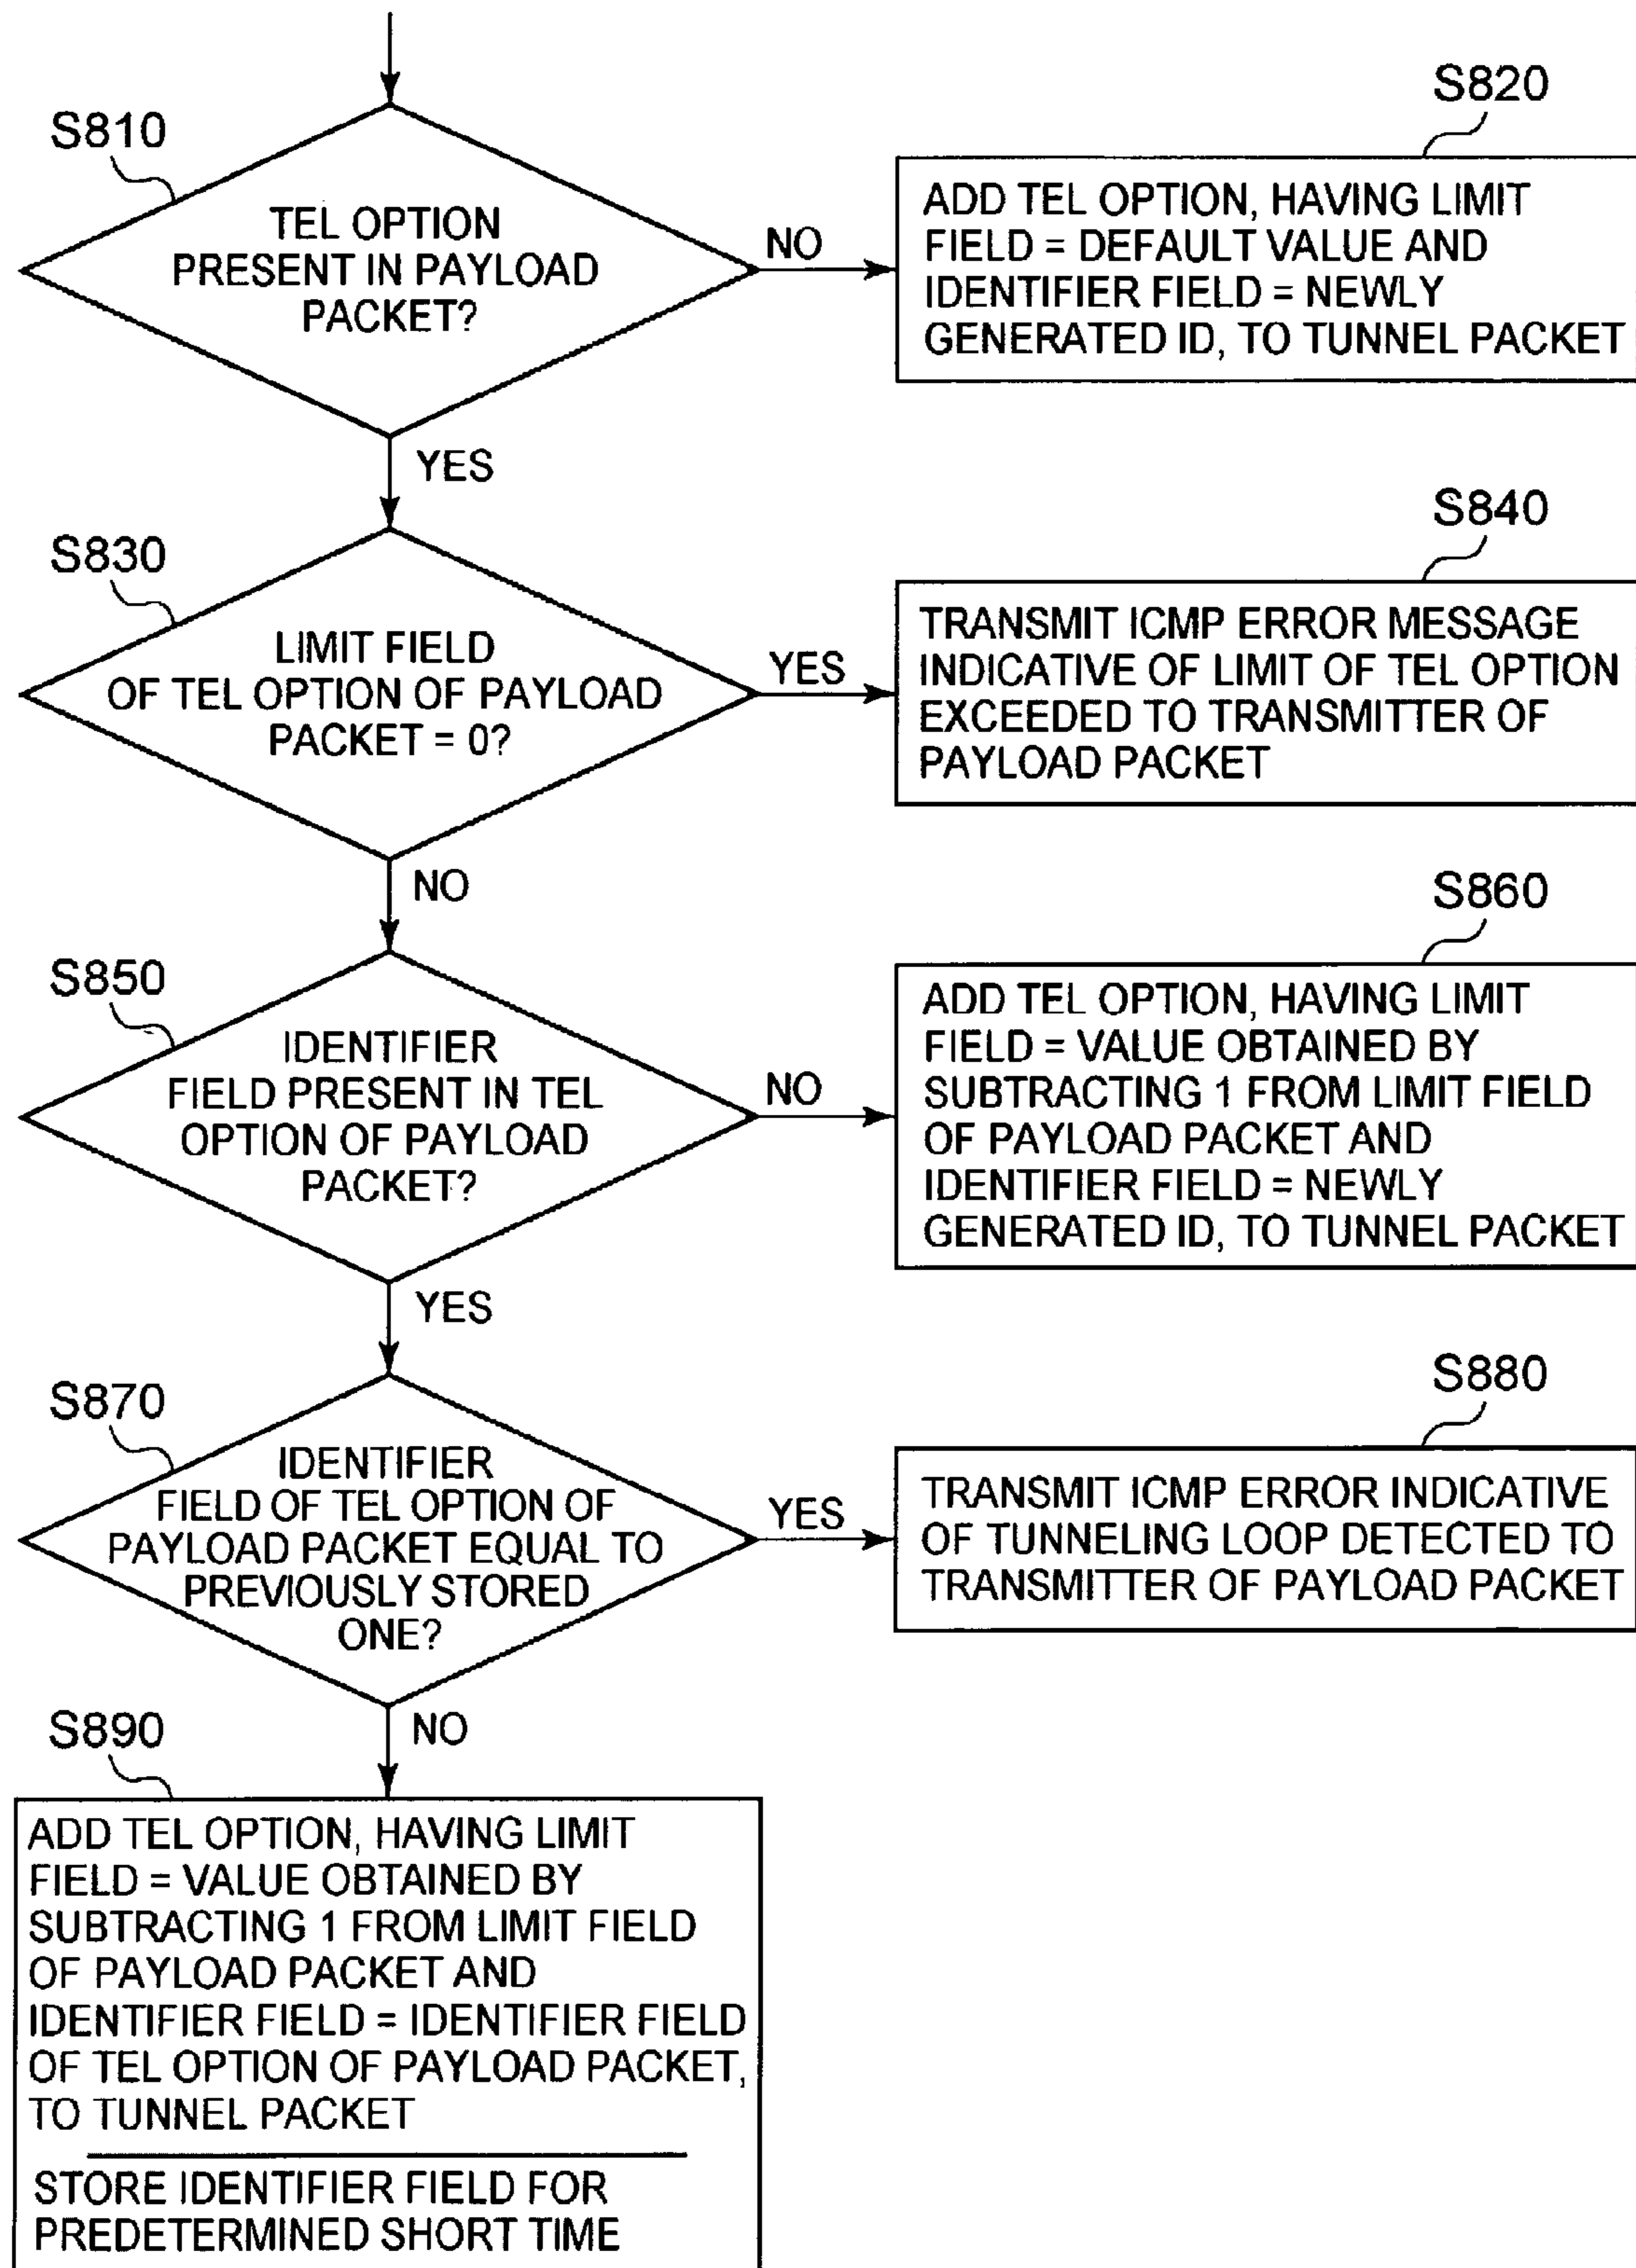 S810
TEL OPTION
PRESENT IN PAYLOAD
PACKET?
NO
S820
ADD TEL OPTION, HAVING LIMIT
FIELD = DEFAULT VALUE AND
IDENTIFIER FIELD = NEWLY
GENERATED ID, TO TUNNEL PACKET
YES
S830
LIMIT FIELD
OF TEL OPTION OF PAYLOAD
PACKET = 0?
YES
S840
TRANSMIT ICMP ERROR MESSAGE
INDICATIVE OF LIMIT OF TEL OPTION
EXCEEDED TO TRANSMITTER OF
PAYLOAD PACKET
NO
S850
IDENTIFIER
FIELD PRESENT IN TEL
OPTION OF PAYLOAD
PACKET?
NO
S860
ADD TEL OPTION, HAVING LIMIT
FIELD = VALUE OBTAINED BY
SUBTRACTING 1 FROM LIMIT FIELD
OF PAYLOAD PACKET AND
IDENTIFIER FIELD = NEWLY
GENERATED ID, TO TUNNEL PACKET
YES
S870
IDENTIFIER
FIELD OF TEL OPTION OF
PAYLOAD PACKET EQUAL TO
PREVIOUSLY STORED
ONE?
YES
S880
TRANSMIT ICMP ERROR INDICATIVE
OF TUNNELING LOOP DETECTED TO
TRANSMITTER OF PAYLOAD PACKET
NO
S890
ADD TEL OPTION, HAVING LIMIT
FIELD = VALUE OBTAINED BY
SUBTRACTING 1 FROM LIMIT FIELD
OF PAYLOAD PACKET AND
IDENTIFIER FIELD = IDENTIFIER FIELD
OF TEL OPTION OF PAYLOAD PACKET,
TO TUNNEL PACKET
STORE IDENTIFIER FIELD FOR
PREDETERMINED SHORT TIME